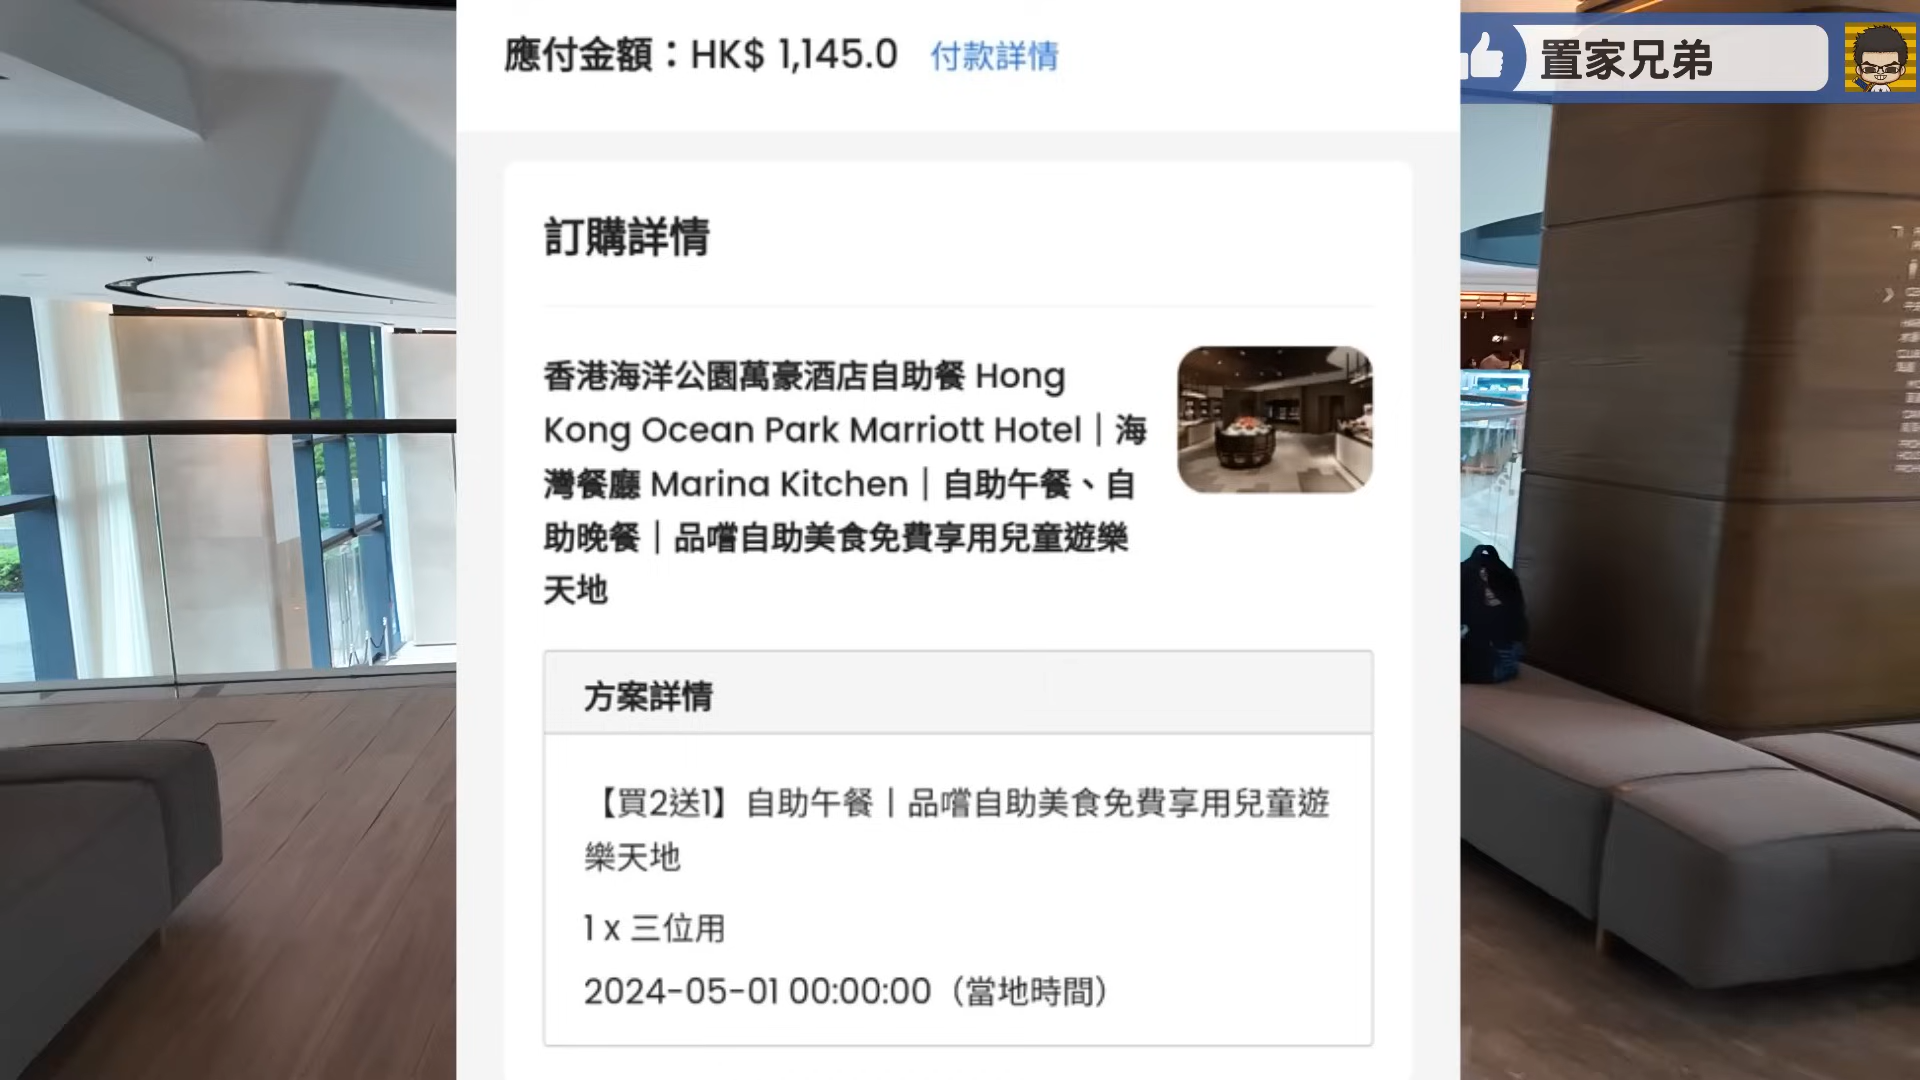 應付金額：HK$ 1,145.0 付款詳情
置家兄弟
訂購詳情
香港海洋公園萬豪酒店自助餐 Hong
Kong Ocean Park Marriott Hotel｜海
灣餐廳 Marina Kitchen｜自助午餐、自
助晚餐｜品嚐自助美食免費享用兒童遊樂
天地
方案詳情
【買2送1】自助午餐丨品嚐自助美食免費享用兒童遊
樂天地
1 x 三位用
2024-05-01 00:00:00（當地時間）